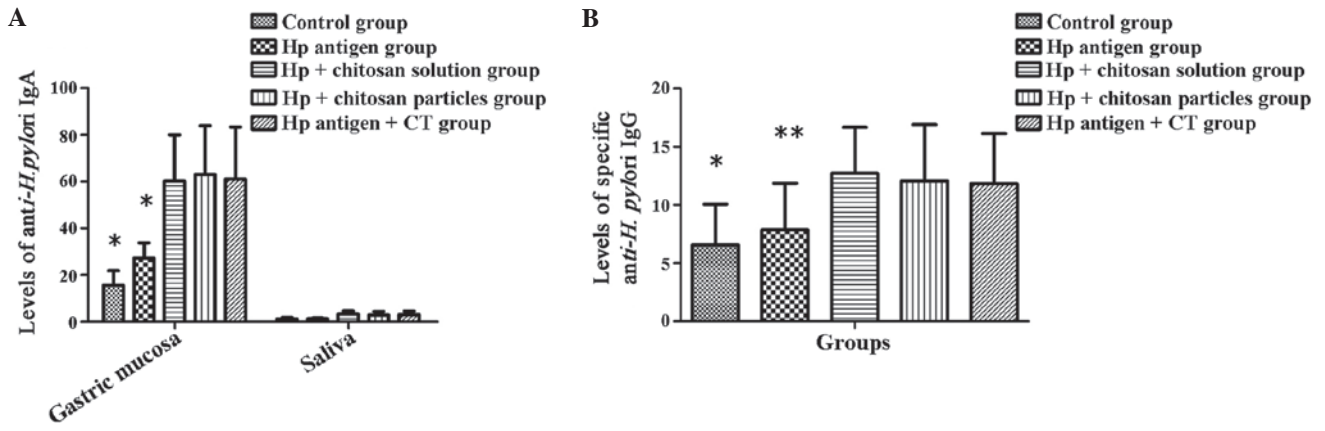 A
Control group
Hp antigen group
Hp + chitosan solution group
Hp + chitosan particles group
Hp antigen + CT group
Levels of anti-H.pylori IgA
100
80
60
40
20
0
*
*
Gastric mucosa
Saliva
B
Control group
Hp antigen group
Hp + chitosan solution group
Hp + chitosan particles group
Hp antigen + CT group
Levels of specific
anti-H. pylori IgG
20
15
10
5
0
*
**
Groups